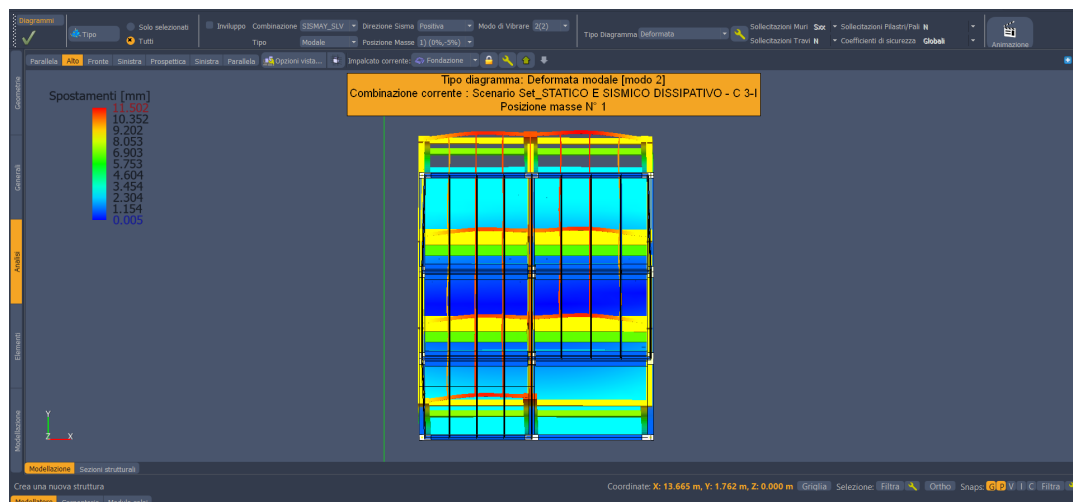 Diagrammi
Tipo
Solo selezionati
Tutti
Inviluppo Combinazione SISMAY_SLV Direzione Sisma Positiva Modo di Vibrare 2(2)
Tipo Modale Posizione Masse 1) (0%,-5%)
Tipo Diagramma Deformata
Sollecitazioni Muri Sxx Sollecitazioni Pilastri/Pali N
Sollecitazioni Travi N Coefficienti di sicurezza Globali
Animazione
Parallela Alto Fronte Sinistra Prospettica Sinistra Parallela Opzioni vista... Impalcato corrente: Fondazione
Tipo diagramma: Deformata modale [modo 2]
Combinazione corrente : Scenario Set_STATICO E SISMICO DISSIPATIVO - C 3-I
Posizione masse N° 1
Spostamenti [mm]
11.502
10.352
9.202
8.053
6.903
5.753
4.604
3.454
2.304
1.154
0.005
Geometrie
Generali
Analisi
Elementi
Modellazione
Y
Z X
Modellazione Sezioni strutturali
Crea una nuova struttura
Coordinate: X: 13.665 m, Y: 1.762 m, Z: 0.000 m Griglia Selezione: Filtra Ortho Snaps: G P V I C Filtra